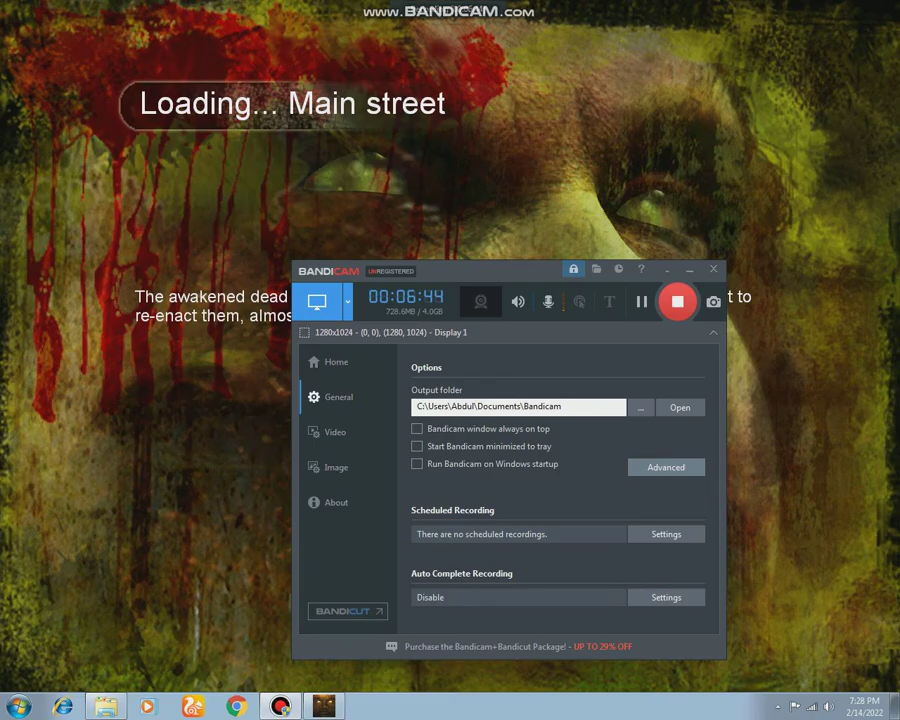 www.BANDICAM.com
Loading... Main street
The awakened dead
t to
re-enact them, almos
BANDICAM UNREGISTERED
?
00:06:44
728.6MB / 4.0GB
T
1280x1024 - (0, 0), (1280, 1024) - Display 1
Home
General
Video
Image
About
BANDICUT
Options
Output folder
C:\Users\Abdul\Documents\Bandicam
... Open
Bandicam window always on top
Start Bandicam minimized to tray
Run Bandicam on Windows startup
Advanced
Scheduled Recording
There are no scheduled recordings. Settings
Auto Complete Recording
Disable Settings
Purchase the Bandicam+Bandicut Package! - UP TO 29% OFF
7:28 PM
2/14/2022